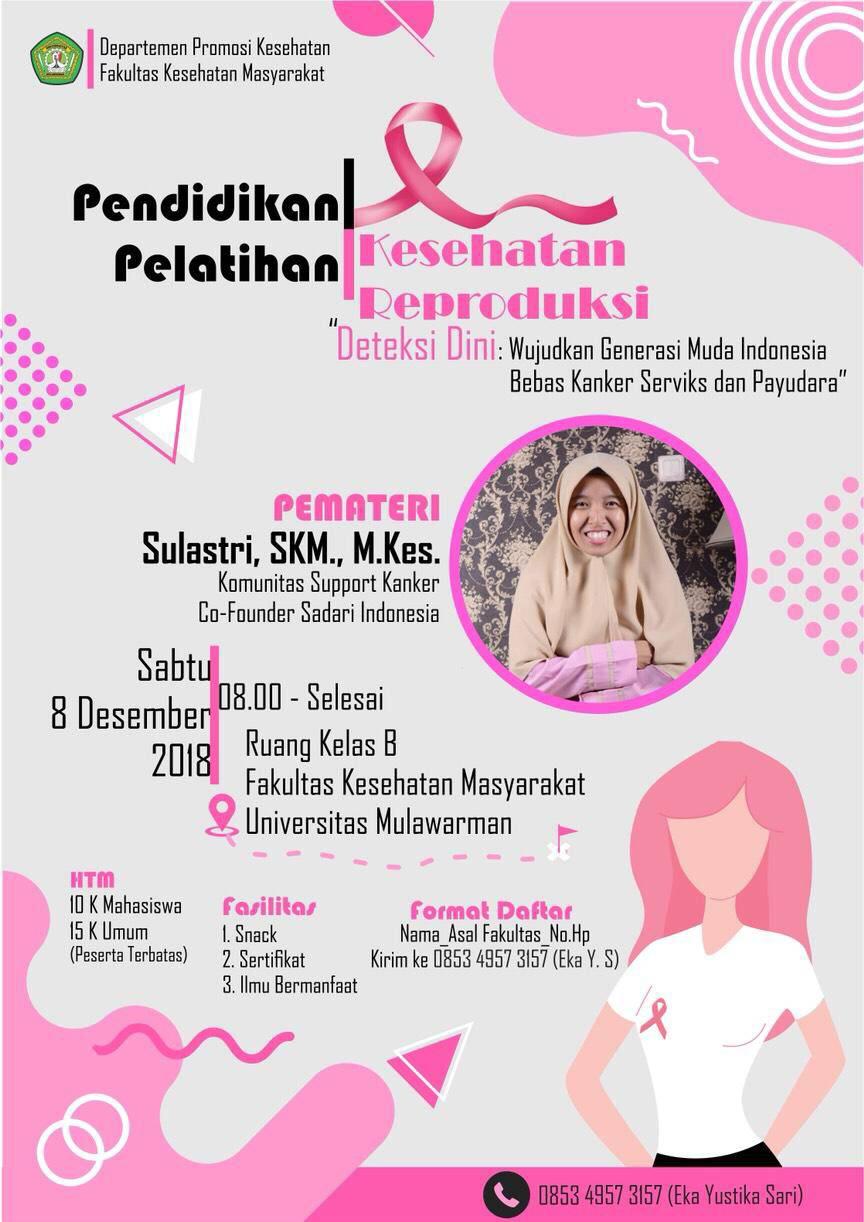 Departemen Promosi Kesehatan
Fakultas Kesehatan Masyarakat
Pendidikan
Pelatihan
Kesehatan
Reproduksi
"Deteksi Dini: Wujudkan Generasi Muda Indonesia
Bebas Kanker Serviks dan Payudara"
PEMATERI
Sulastri, SKM., M.Kes.
Komunitas Support Kanker
Co-Founder Sadari Indonesia
Sabtu
8 Desember
2018
08.00 - Selesai
Ruang Kelas B
Fakultas Kesehatan Masyarakat
Universitas Mulawarman
HTM
10 K Mahasiswa
15 K Umum
(Peserta Terbatas)
Fasilitas
1. Snack
2. Sertifikat
3. Ilmu Bermanfaat
Format Daftar
Nama_Asal Fakultas_No.Hp
Kirim ke 0853 4957 3157 (Eka Y. S)
0853 4957 3157 (Eka Yustika Sari)